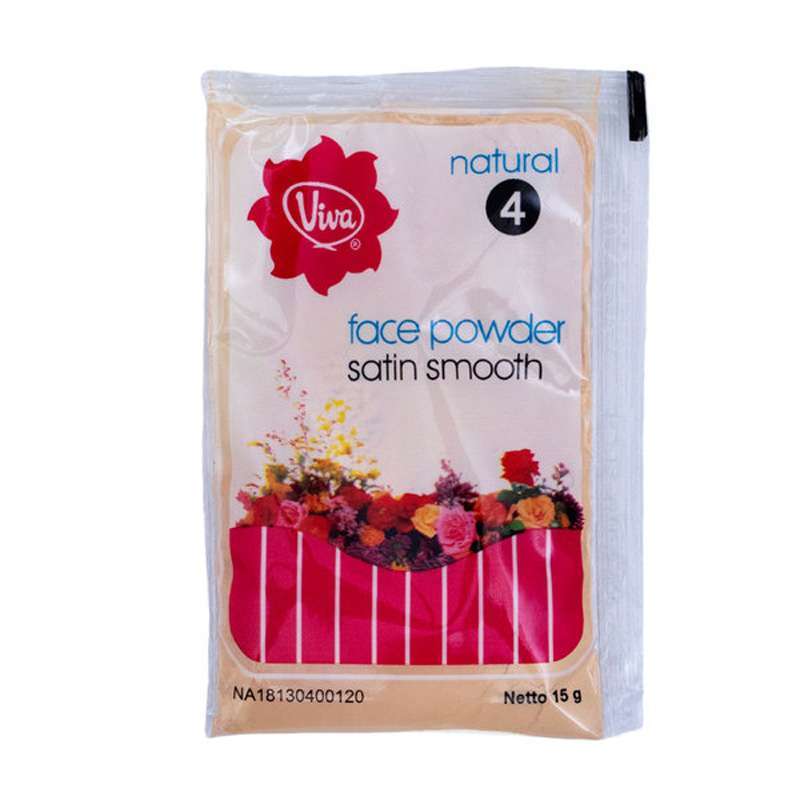 Viva
®
natural
4
face powder
satin smooth
NA18130400120
Netto 15 g